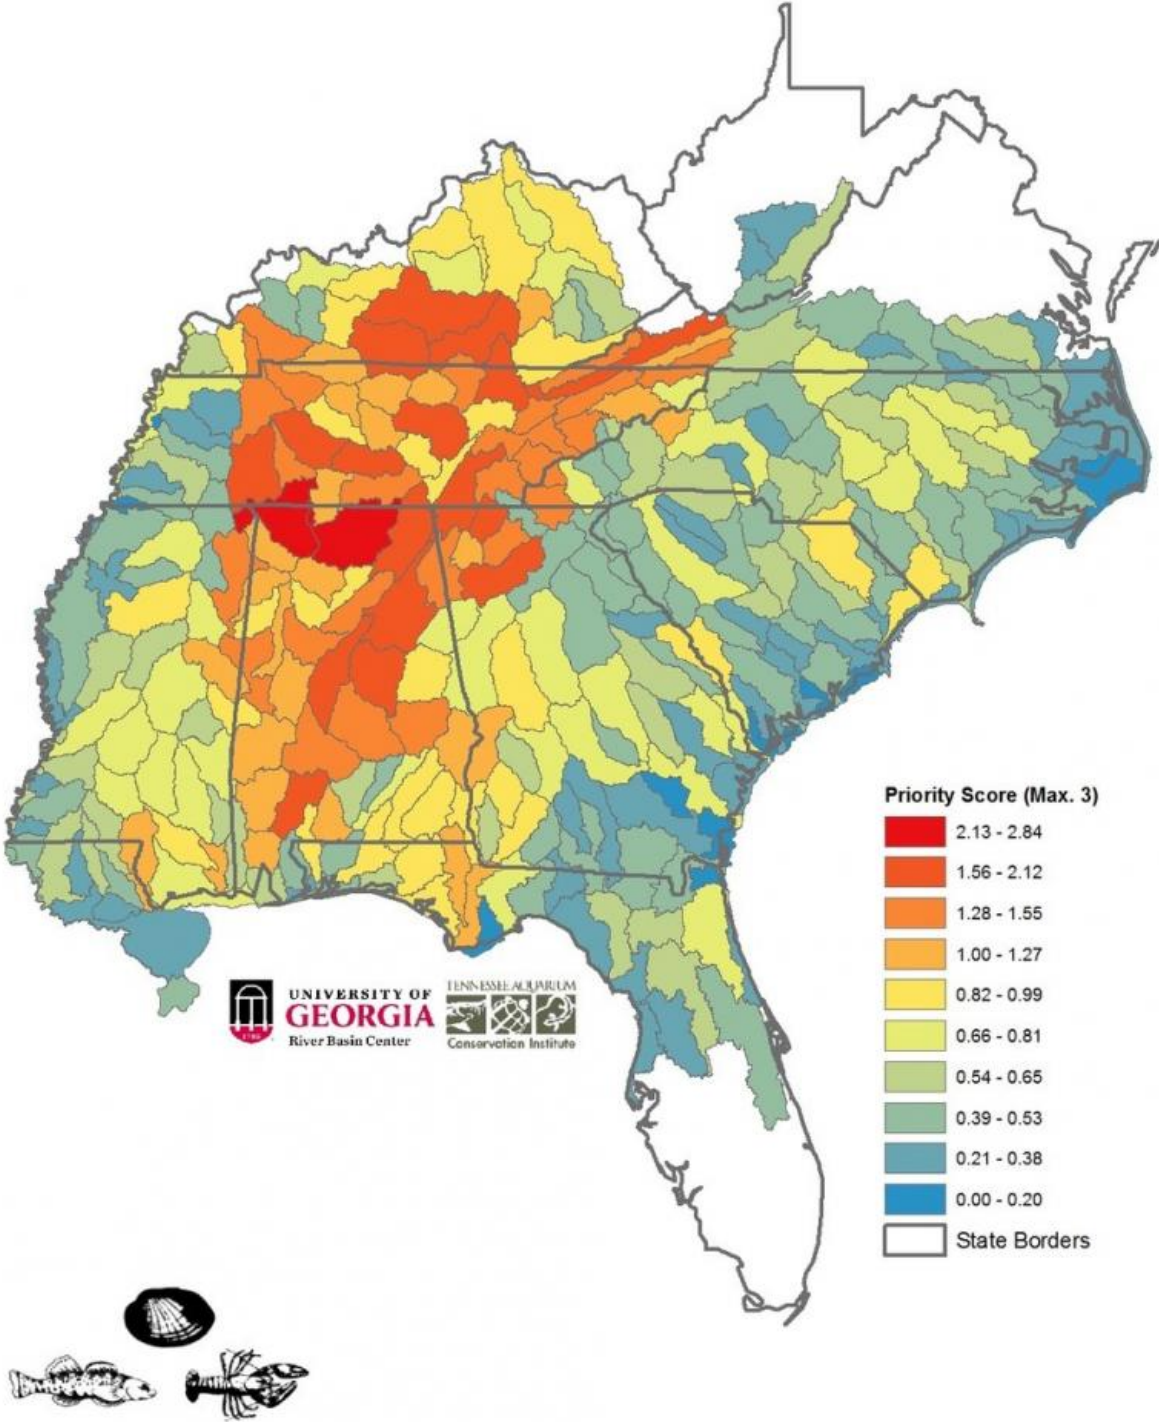 Priority Score (Max. 3)
2.13 - 2.84
1.56 - 2.12
1.28 - 1.55
1.00 - 1.27
0.82 - 0.99
0.66 - 0.81
0.54 - 0.65
0.39 - 0.53
0.21 - 0.38
0.00 - 0.20
State Borders
UNIVERSITY OF
GEORGIA
River Basin Center
TENNESSEE AQUARIUM
Conservation Institute